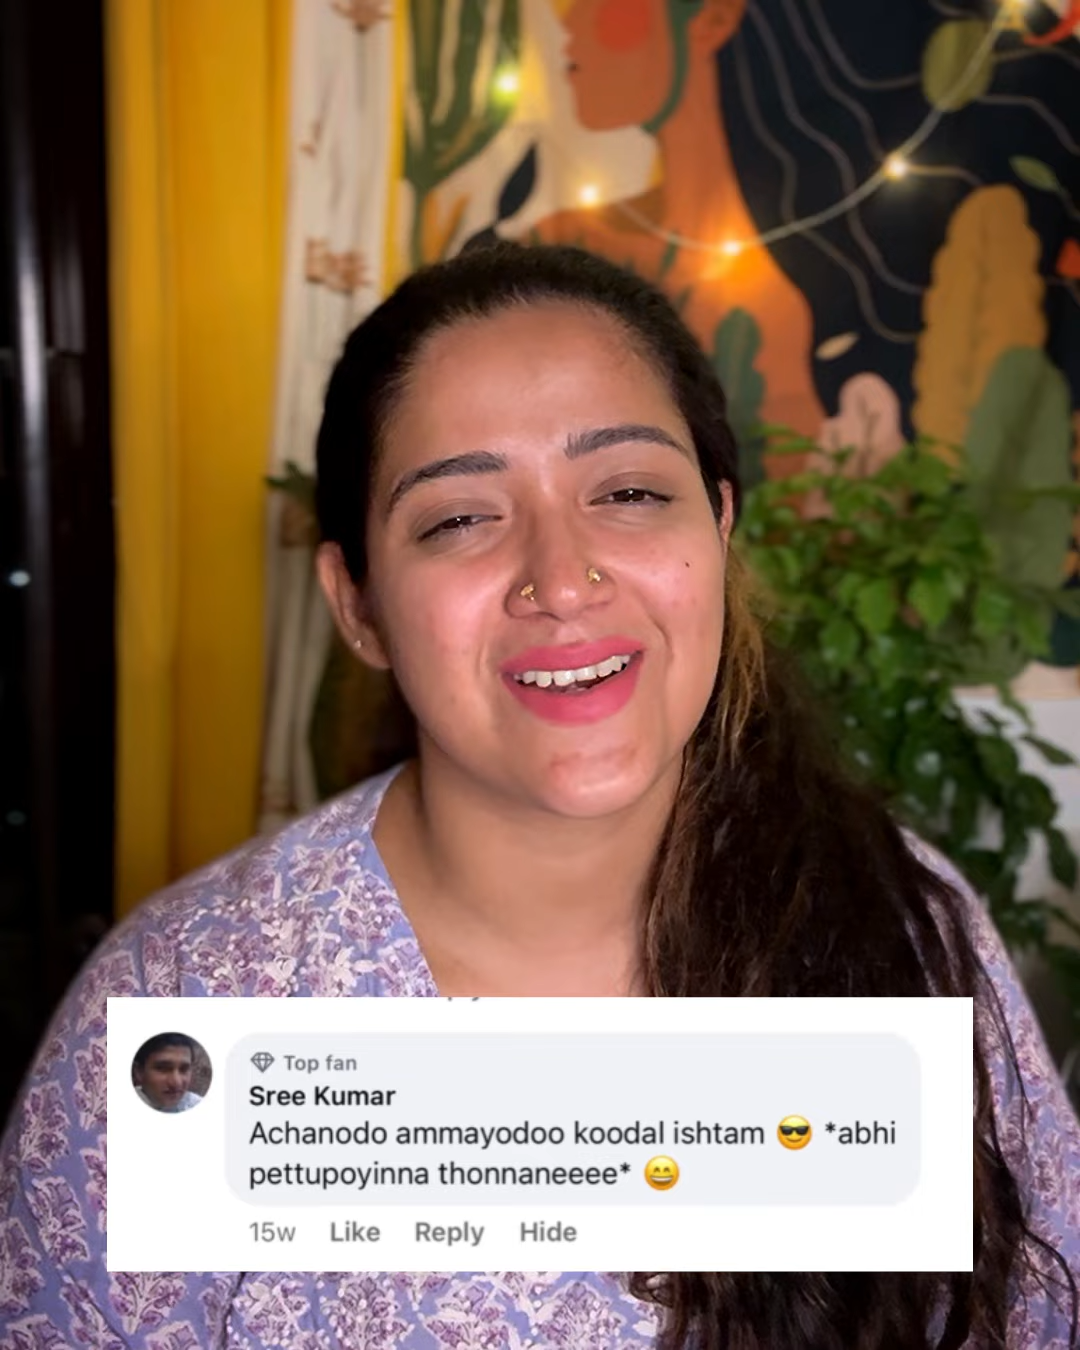 Top fan
Sree Kumar
Achanodo ammayodoo koodal ishtam 😎 *abhi
pettupoyinna thonnaneeee* 😄
15w Like Reply Hide